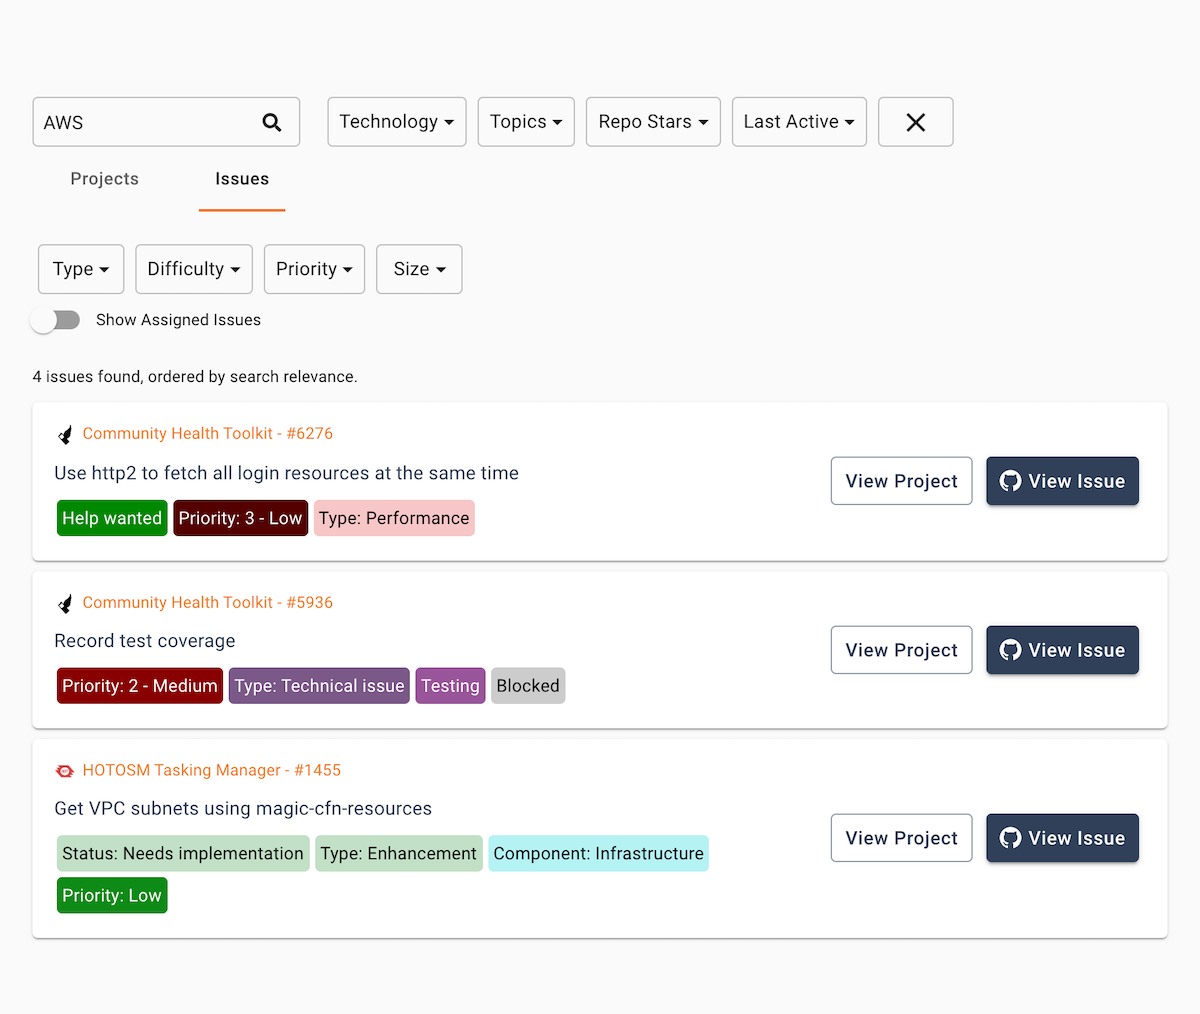 AWS
Technology
Topics
Repo Stars
Last Active
Projects
Issues
Type
Difficulty
Priority
Size
Show Assigned Issues
4 issues found, ordered by search relevance.
Community Health Toolkit - #6276
Use http2 to fetch all login resources at the same time
Help wanted
Priority: 3 - Low
Type: Performance
View Project
View Issue
Community Health Toolkit - #5936
Record test coverage
Priority: 2 - Medium
Type: Technical issue
Testing
Blocked
View Project
View Issue
HOTOSM Tasking Manager - #1455
Get VPC subnets using magic-cfn-resources
Status: Needs implementation
Type: Enhancement
Component: Infrastructure
Priority: Low
View Project
View Issue